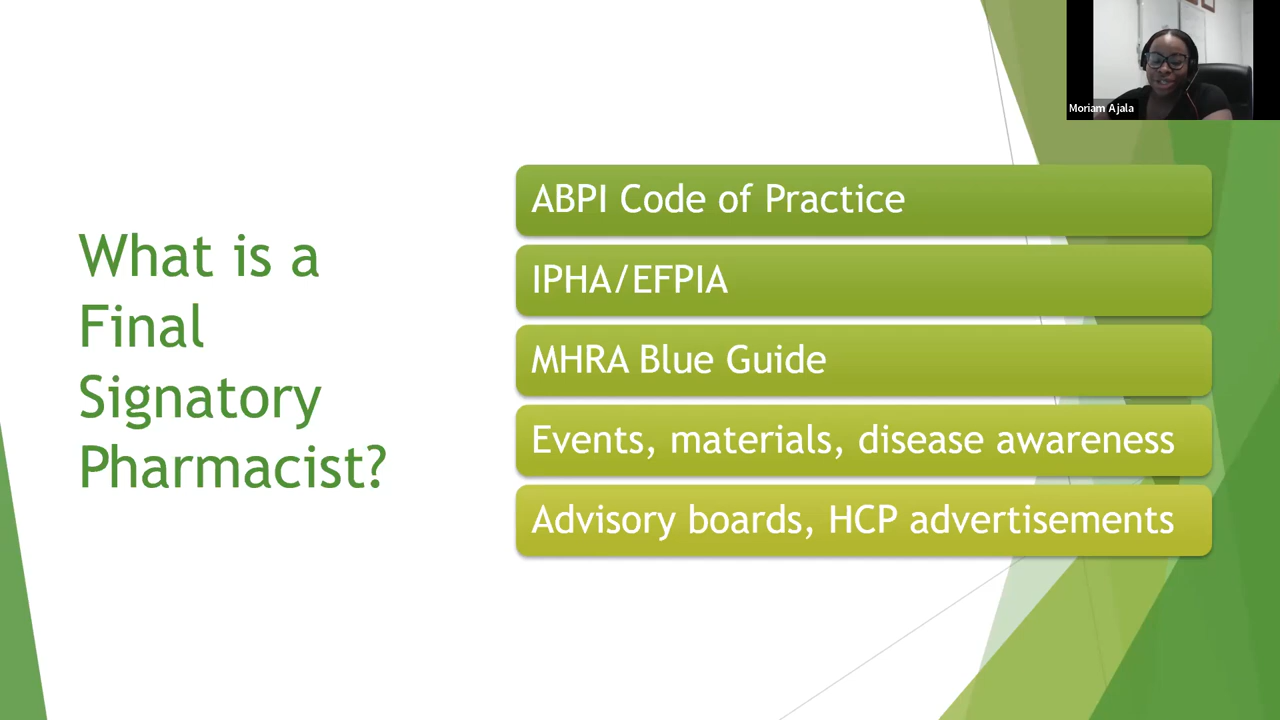 Moriam Ajala
What is a
Final
Signatory
Pharmacist?
ABPI Code of Practice
IPHA/EFPIA
MHRA Blue Guide
Events, materials, disease awareness
Advisory boards, HCP advertisements